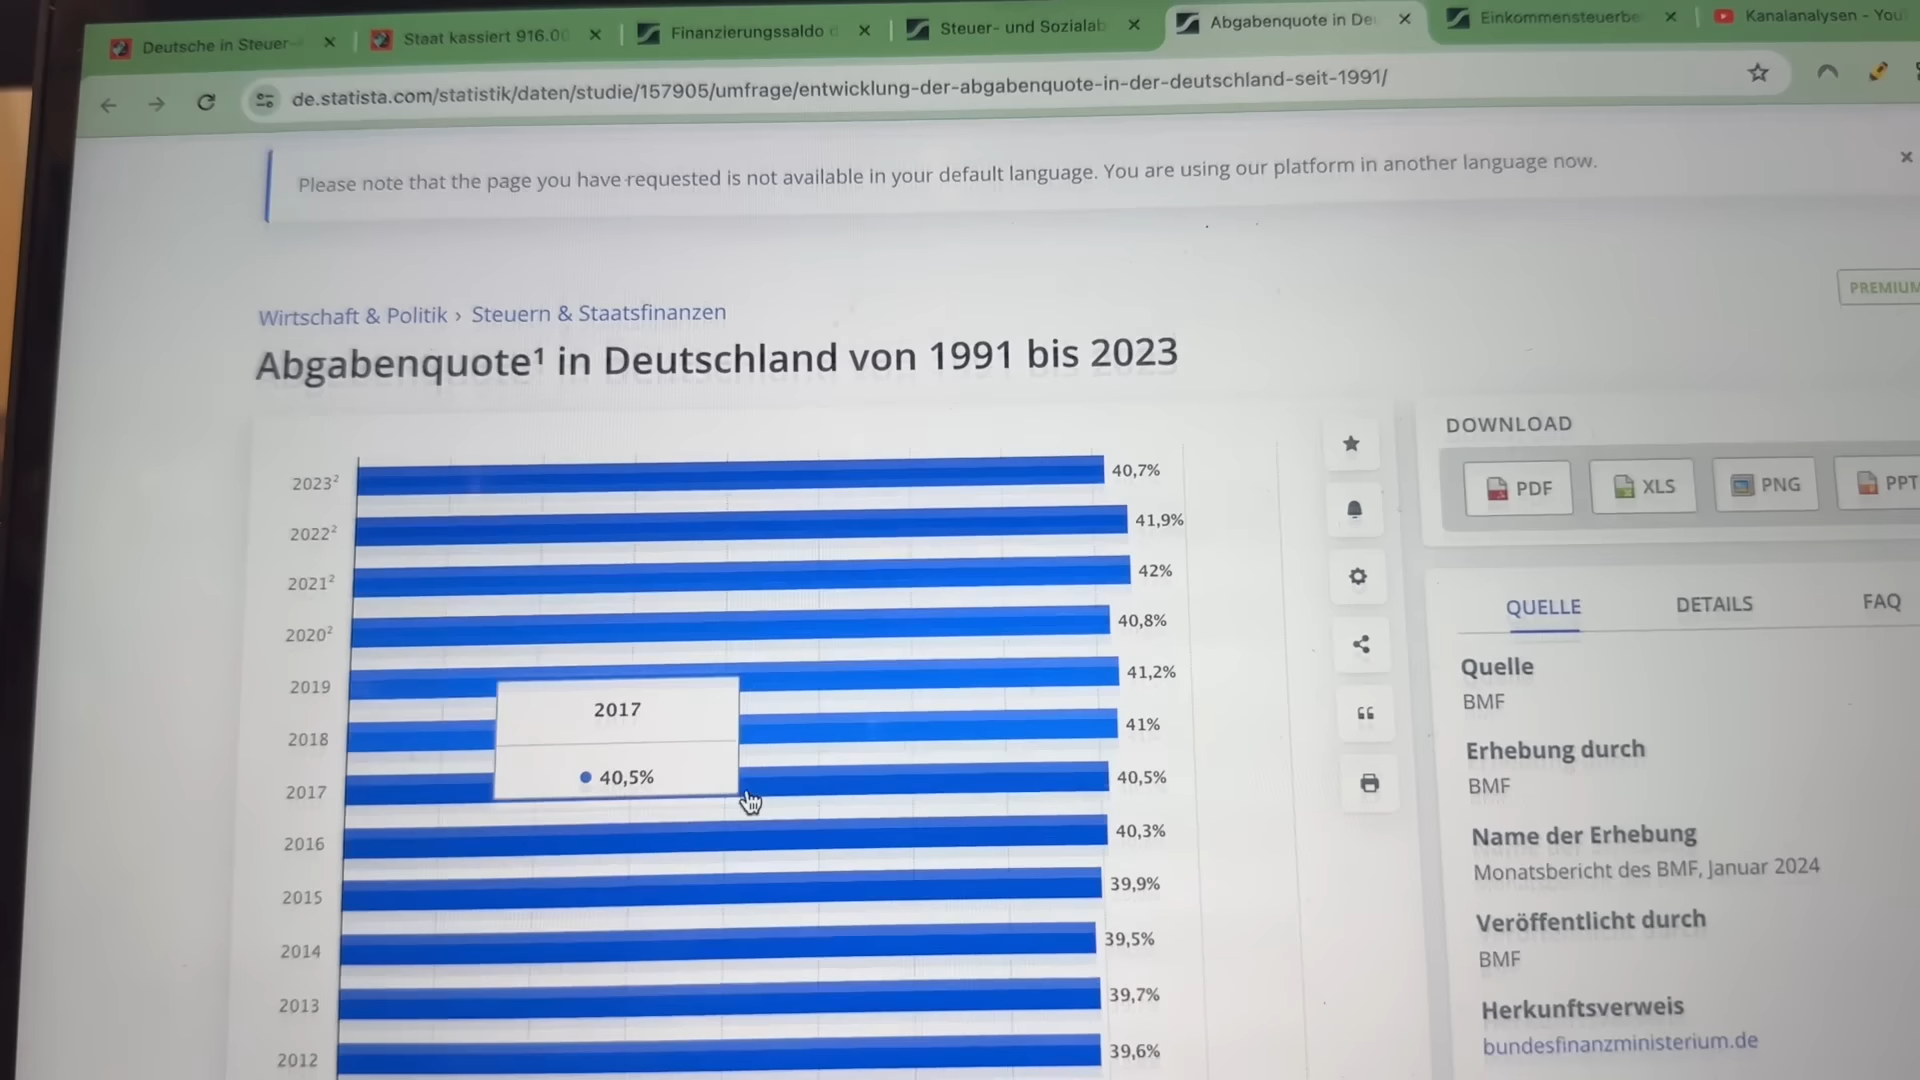 Deutsche in Steuer-
Staat kassiert 916.00
Finanzierungssaldo d
Steuer- und Sozialab
Abgabenquote in De
Einkommensteuerbe
Kanalanalysen - You
de.statista.com/statistik/daten/studie/157905/umfrage/entwicklung-der-abgabenquote-in-der-deutschland-seit-1991/
Please note that the page you have requested is not available in your default language. You are using our platform in another language now.
PREMIUM
Wirtschaft & Politik › Steuern & Staatsfinanzen
Abgabenquote¹ in Deutschland von 1991 bis 2023
2023² 40,7%
2022² 41,9%
2021² 42%
2020² 40,8%
2019 41,2%
2018 41%
2017 40,5%
2016 40,3%
2015 39,9%
2014 39,5%
2013 39,7%
2012 39,6%
2017
40,5%
DOWNLOAD
PDF XLS PNG PPT
QUELLE DETAILS FAQ
Quelle
BMF
Erhebung durch
BMF
Name der Erhebung
Monatsbericht des BMF, Januar 2024
Veröffentlicht durch
BMF
Herkunftsverweis
bundesfinanzministerium.de